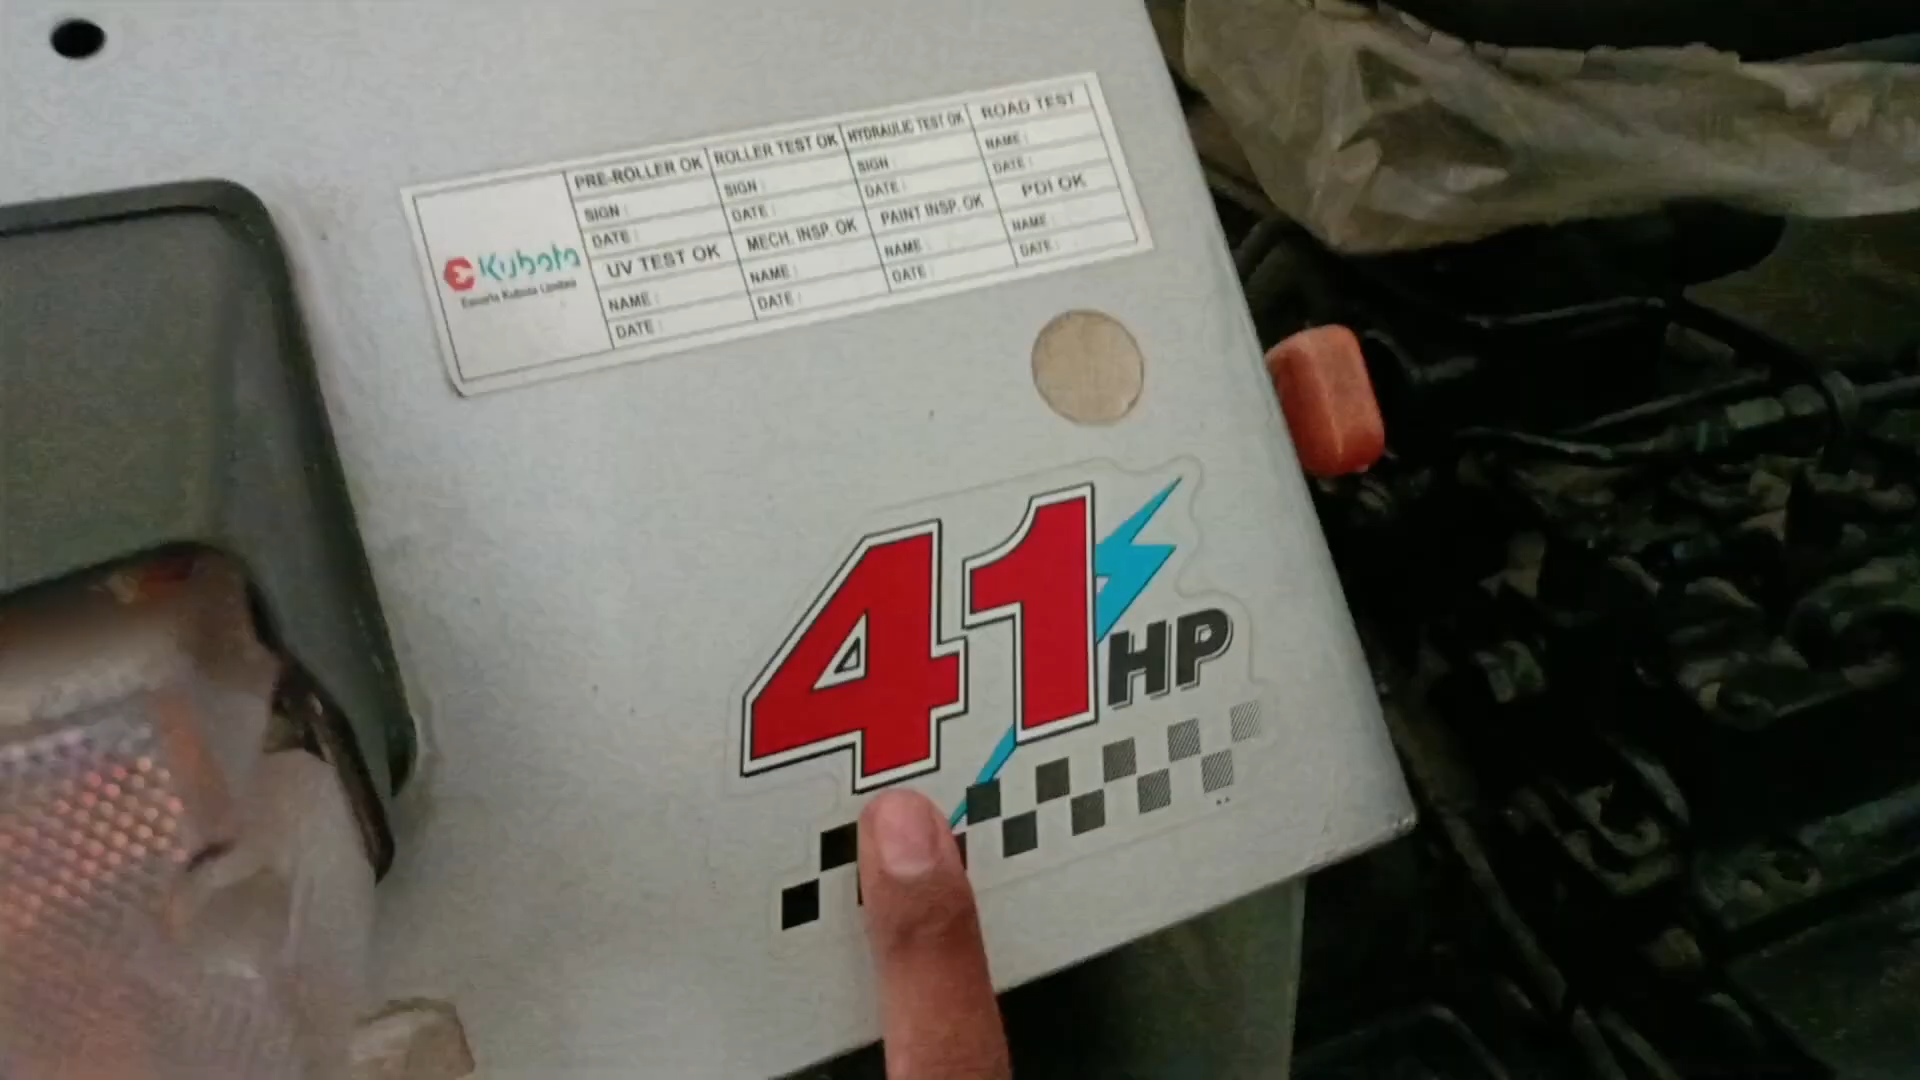 PRE-ROLLER OK
SIGN :
DATE :
ROLLER TEST OK
SIGN :
DATE :
HYDRAULIC TEST OK
SIGN :
DATE :
ROAD TEST
NAME :
DATE :
Kubota
Escorts Kubota Limited
UV TEST OK
NAME :
DATE :
MECH. INSP. OK
NAME :
DATE :
PAINT INSP. OK
NAME :
DATE :
PDI OK
NAME :
DATE :
41 HP